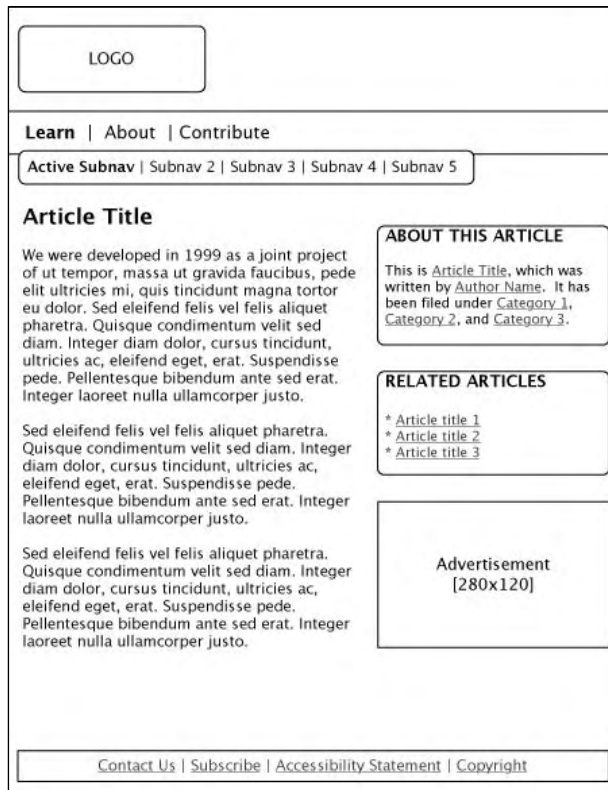 LOGO
Learn | About | Contribute
Active Subnav | Subnav 2 | Subnav 3 | Subnav 4 | Subnav 5
Article Title
We were developed in 1999 as a joint project
of ut tempor, massa ut gravida faucibus, pede
elit ultricies mi, quis tincidunt magna tortor
eu dolor. Sed eleifend felis vel felis aliquet
pharetra. Quisque condimentum velit sed
diam. Integer diam dolor, cursus tincidunt,
ultricies ac, eleifend eget, erat. Suspendisse
pede. Pellentesque bibendum ante sed erat.
Integer laoreet nulla ullamcorper justo.
Sed eleifend felis vel felis aliquet pharetra.
Quisque condimentum velit sed diam. Integer
diam dolor, cursus tincidunt, ultricies ac,
eleifend eget, erat. Suspendisse pede.
Pellentesque bibendum ante sed erat. Integer
laoreet nulla ullamcorper justo.
Sed eleifend felis vel felis aliquet pharetra.
Quisque condimentum velit sed diam. Integer
diam dolor, cursus tincidunt, ultricies ac,
eleifend eget, erat. Suspendisse pede.
Pellentesque bibendum ante sed erat. Integer
laoreet nulla ullamcorper justo.
ABOUT THIS ARTICLE
This is Article Title, which was
written by Author Name. It has
been filed under Category 1,
Category 2, and Category 3.
RELATED ARTICLES
* Article title 1
* Article title 2
* Article title 3
Advertisement
[280x120]
Contact Us | Subscribe | Accessibility Statement | Copyright